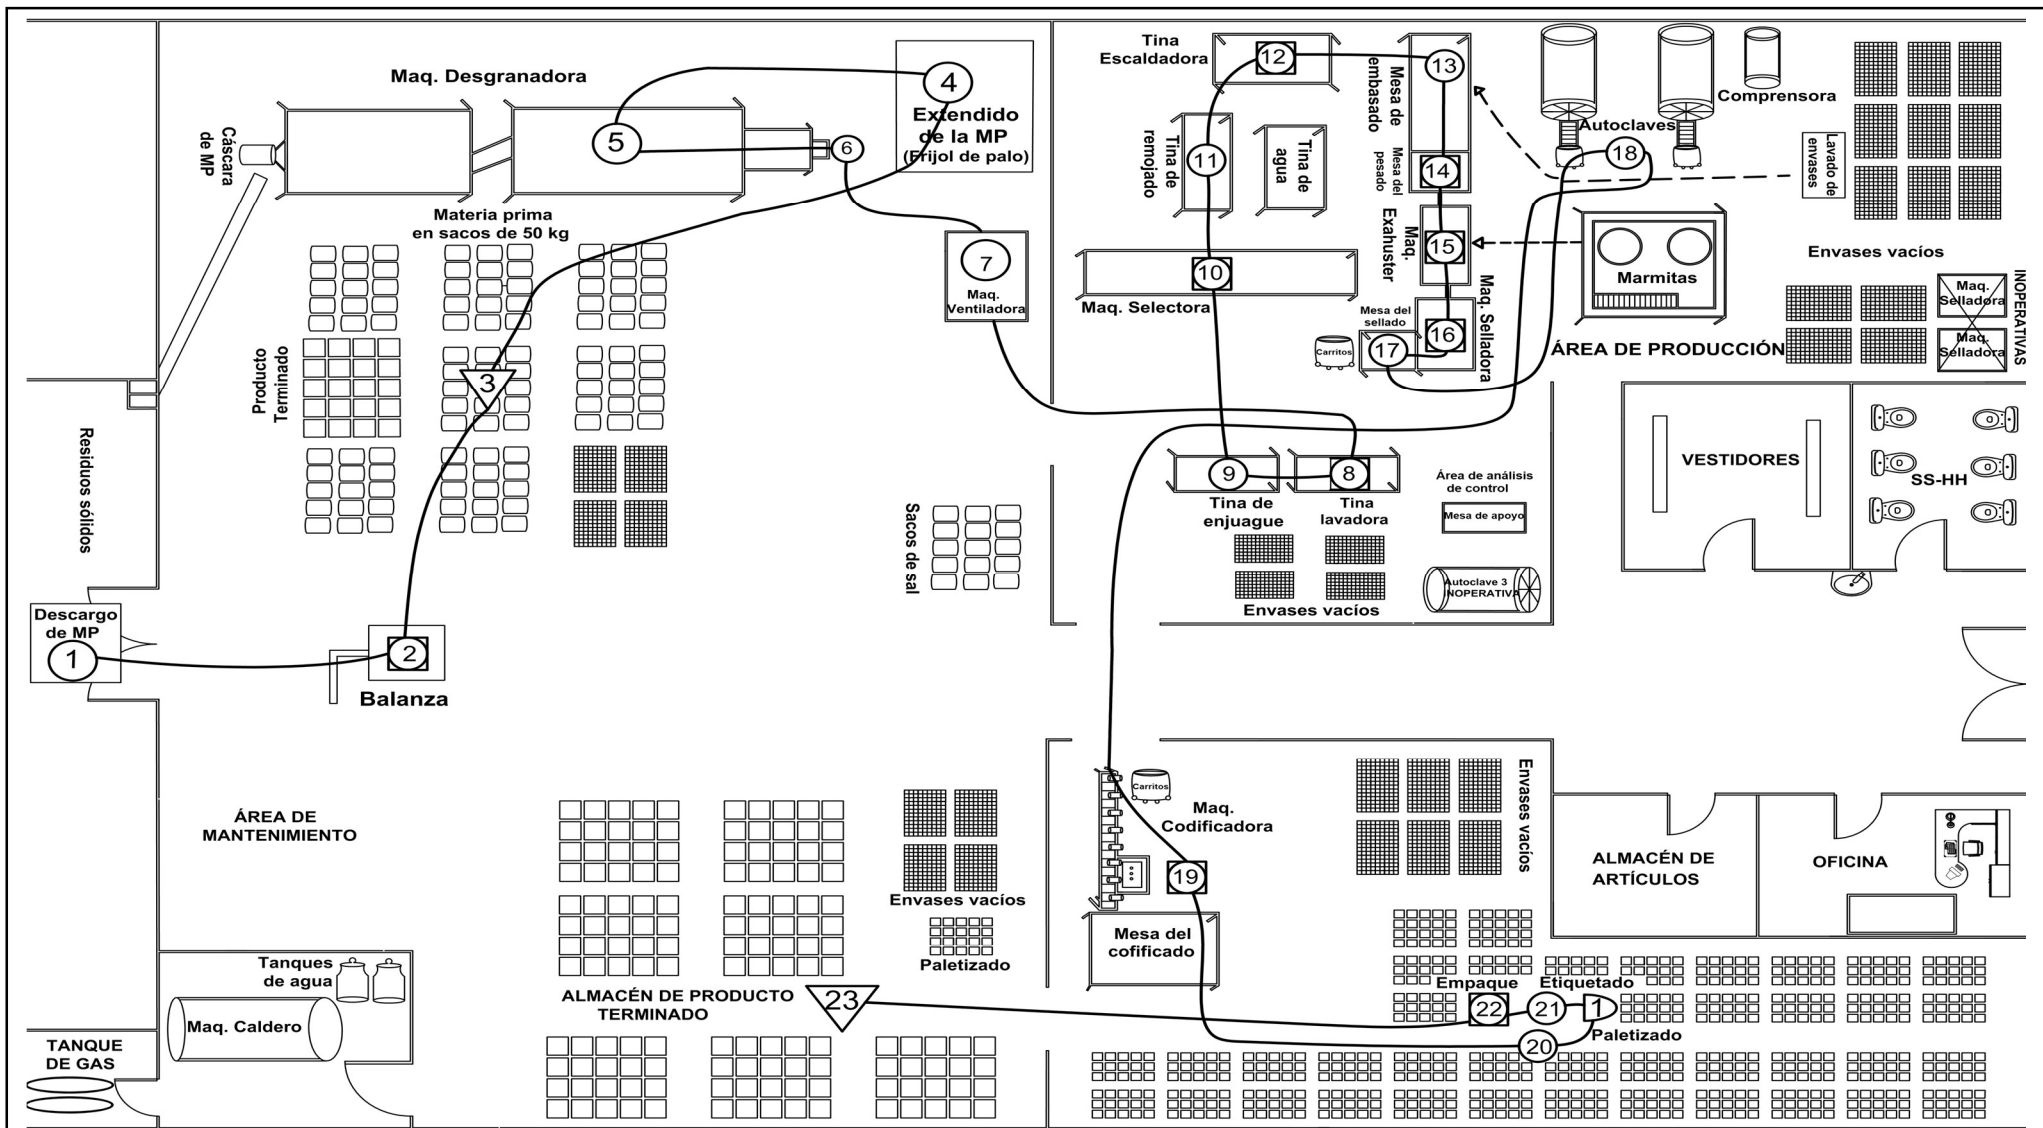 Maq. Desgranadora
Cáscara
de MP
5
4
Extendido
de la MP
(Frijol de palo)
6
Materia prima
en sacos de 50 kg
7
Maq.
Ventiladora
3
Producto
Terminado
Residuos sólidos
Descargo
de MP
1
2
Balanza
Sacos de sal
ÁREA DE
MANTENIMIENTO
Tanques
de agua
Maq. Caldero
TANQUE
DE GAS
Envases vacíos
Paletizado
ALMACÉN DE PRODUCTO
TERMINADO
23
Tina
Escaldadora
12
13
Mesa de
embasado
11
Tina de
remojado
Tina de
agua
Mesa del
pesado
14
Maq.
Exahuster
15
10
Maq. Selectora
Mesa del
sellado
16
Maq. Selladora
17
Carritos
Comprensora
Autoclaves
18
Lavado de
envases
Marmitas
Envases vacíos
Maq.
Selladora
Maq.
Selladora
INOPERATIVAS
ÁREA DE PRODUCCIÓN
9
8
Tina de
enjuague
Tina
lavadora
Área de análisis
de control
Mesa de apoyo
Envases vacíos
Autoclave 3
INOPERATIVA
VESTIDORES
SS-HH
Carritos
Maq.
Codificadora
19
Mesa del
cofificado
Envases vacíos
ALMACÉN DE
ARTÍCULOS
OFICINA
Empaque
Etiquetado
22
21
1
Paletizado
20